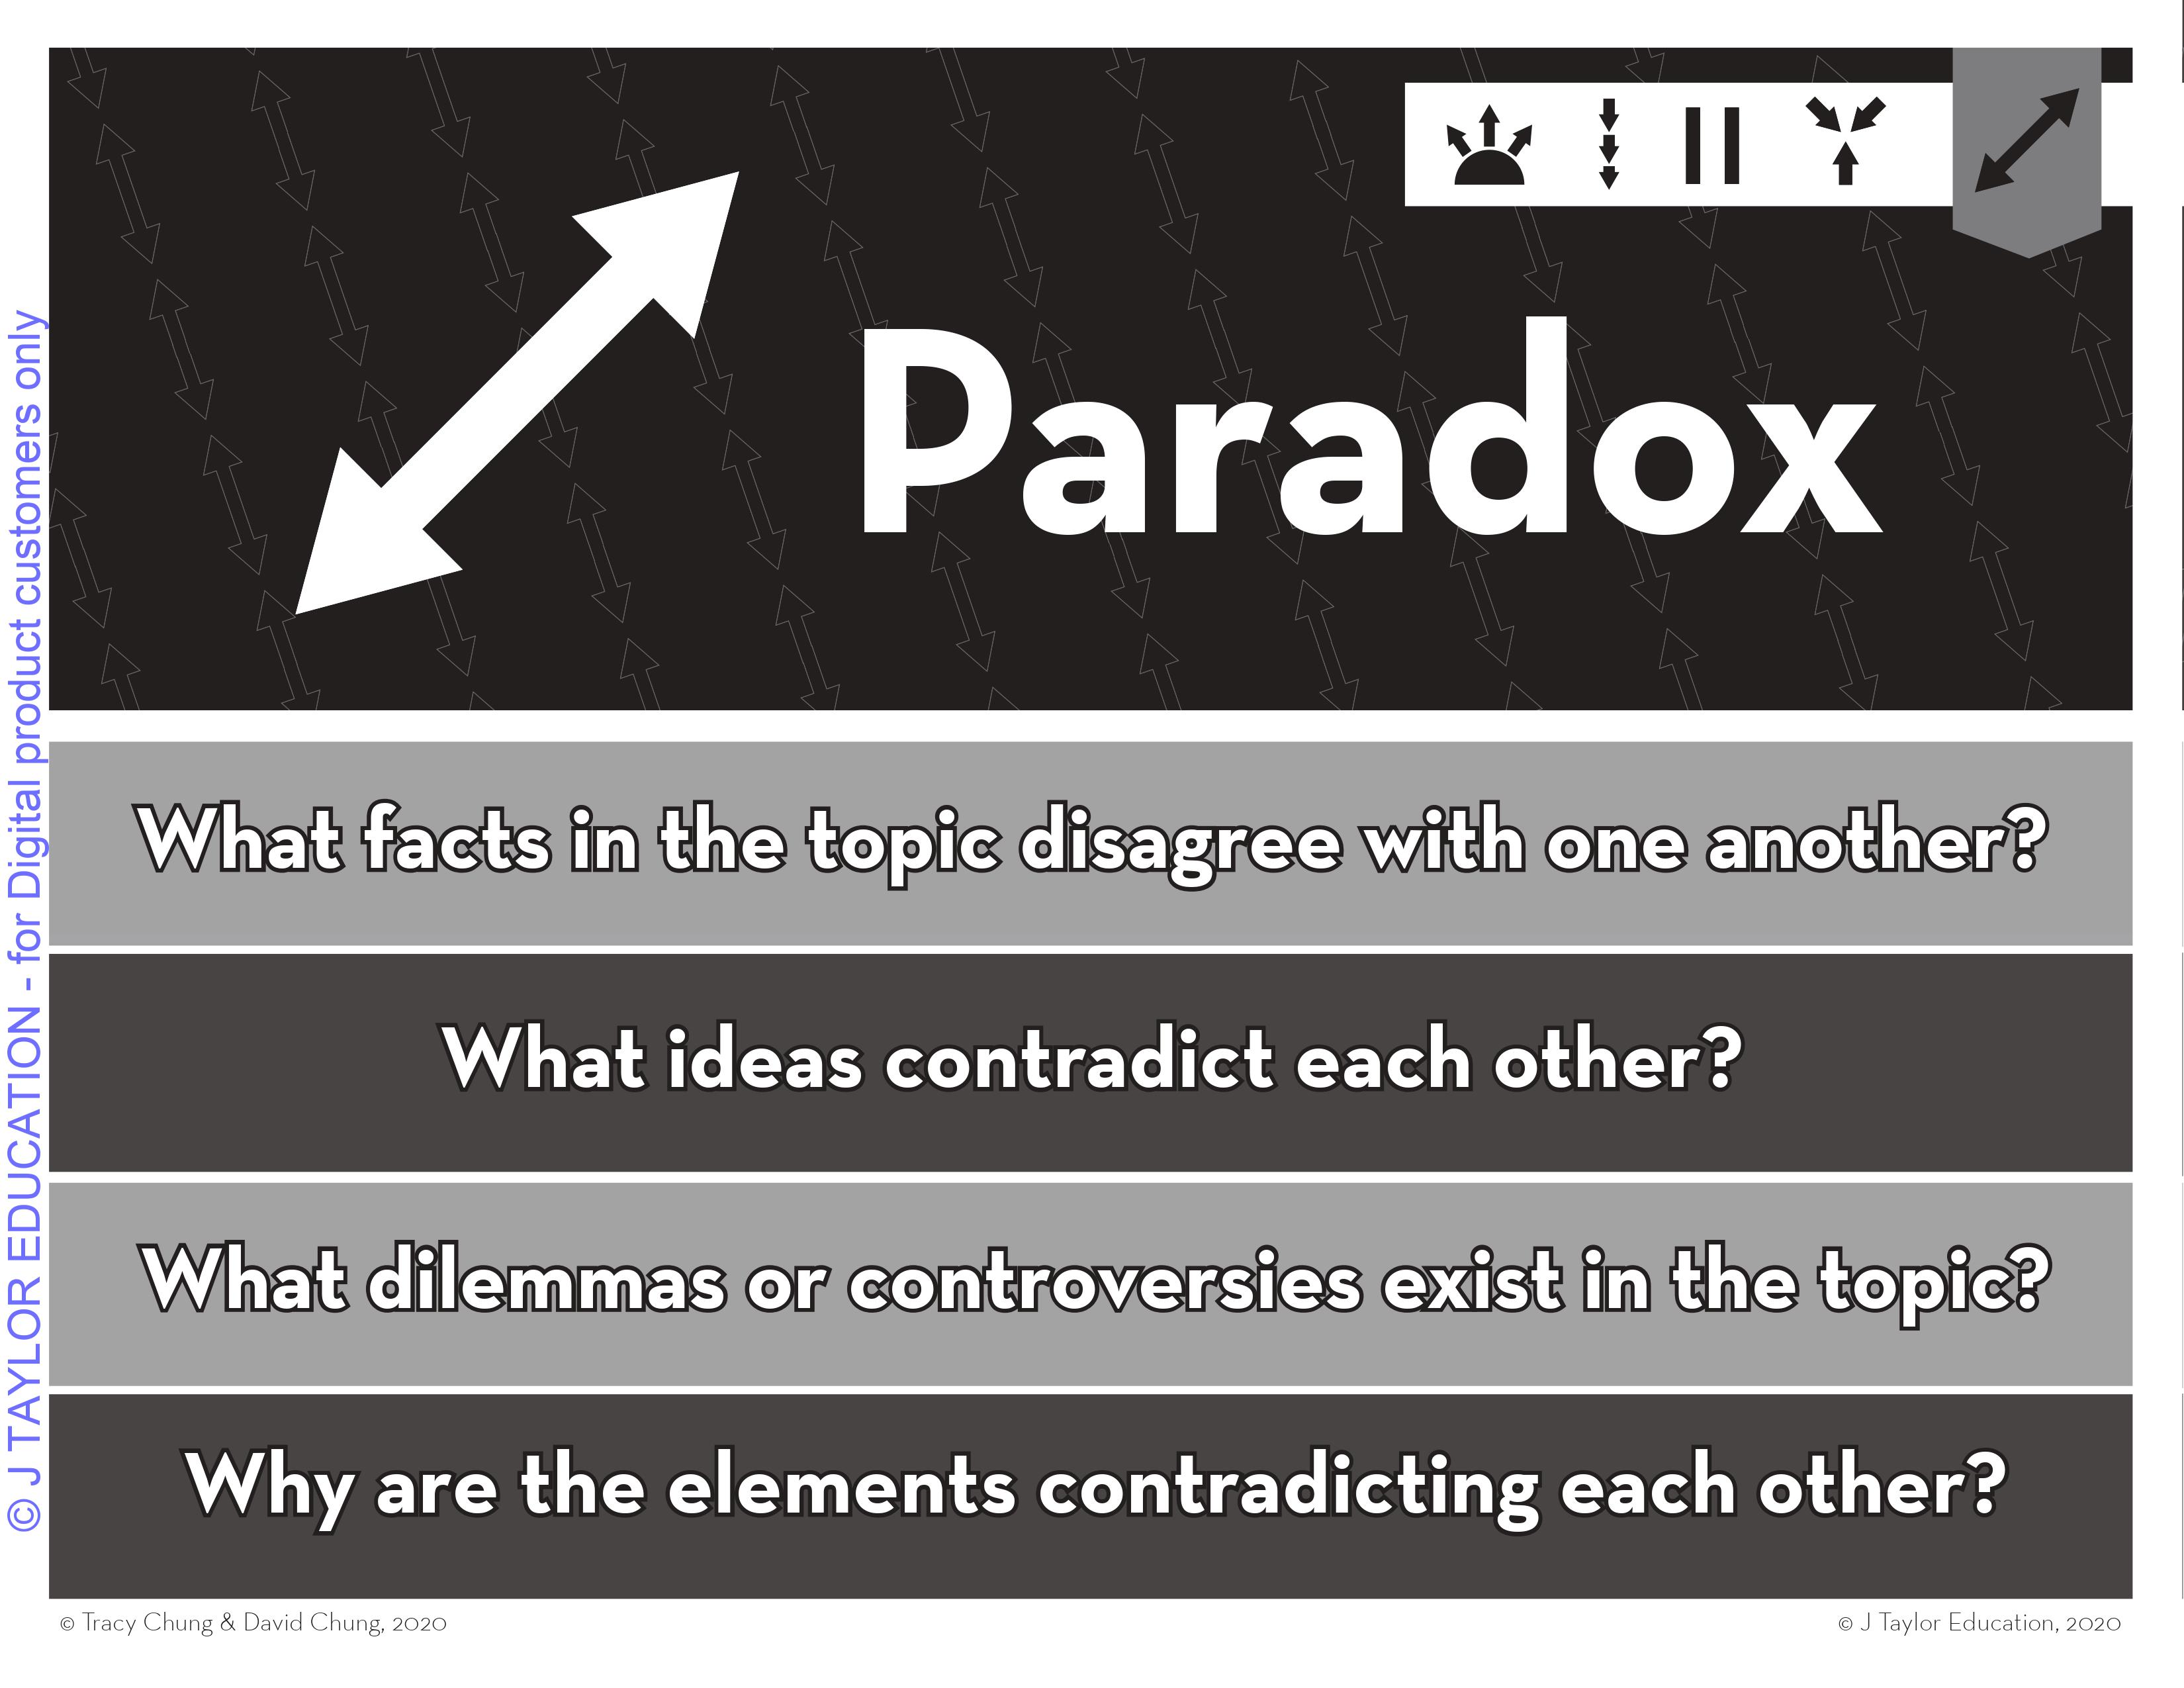 Paradox
What facts in the topic disagree with one another?
What ideas contradict each other?
What dilemmas or controversies exist in the topic?
Why are the elements contradicting each other?
© Tracy Chung & David Chung, 2020
© J Taylor Education, 2020
© J TAYLOR EDUCATION - for Digital product customers only